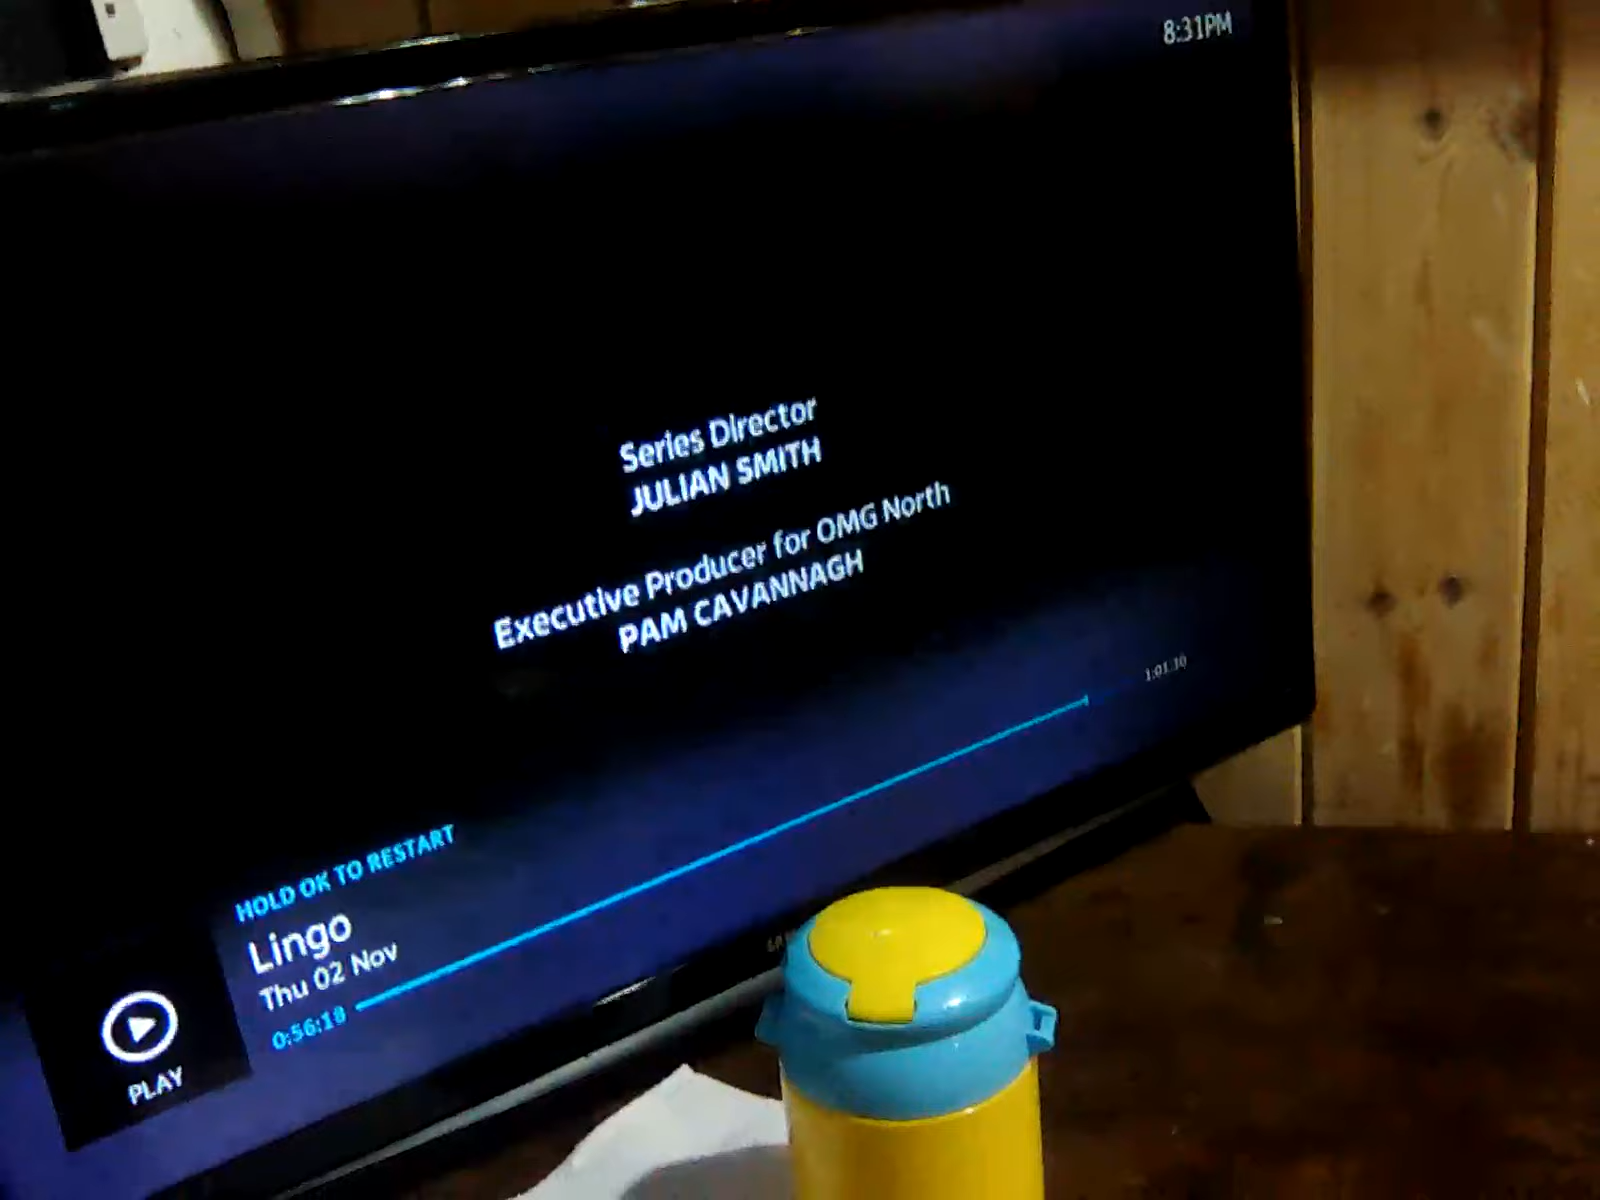 8:31PM
Series Director
JULIAN SMITH
Executive Producer for OMG North
PAM CAVANNAGH
1:01:30
HOLD OK TO RESTART
Lingo
Thu 02 Nov
0:56:18
PLAY